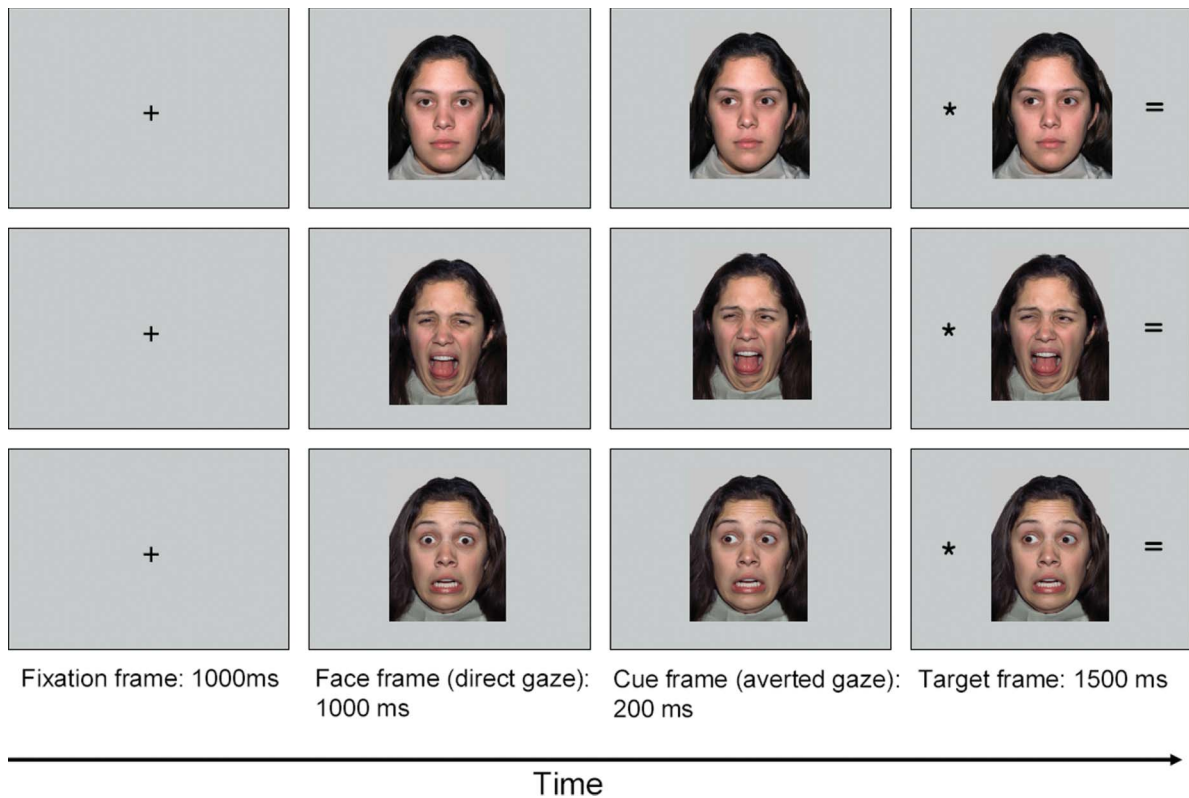 +
* =
+
* =
+
* =
Fixation frame: 1000ms
Face frame (direct gaze):
1000 ms
Cue frame (averted gaze):
200 ms
Target frame: 1500 ms
Time